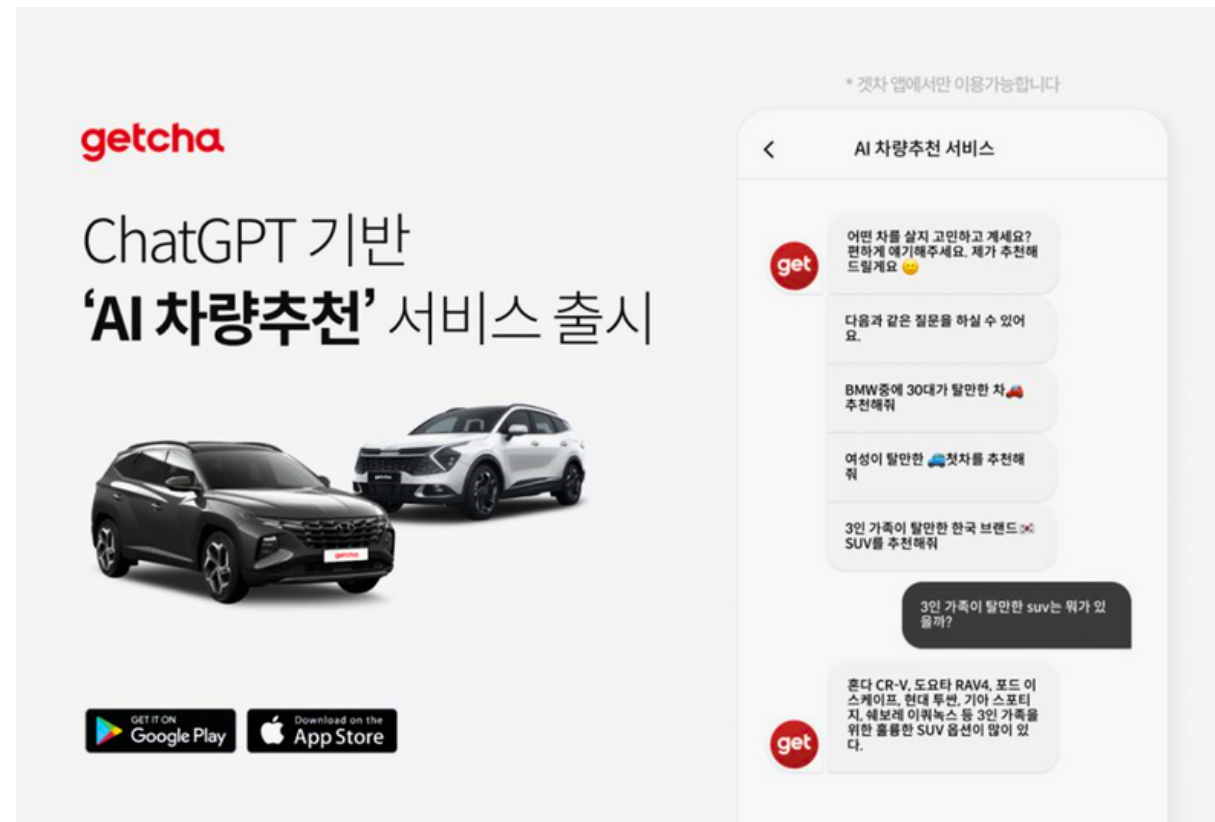 getcha
ChatGPT 기반
‘AI 차량추천’ 서비스 출시
getcha
getcha
GET IT ON
Google Play
Download on the
App Store
* 겟차 앱에서만 이용가능합니다
AI 차량추천 서비스
get
어떤 차를 살지 고민하고 계세요?
편하게 얘기해주세요. 제가 추천해
드릴게요 🙂
다음과 같은 질문을 하실 수 있어
요.
BMW중에 30대가 탈만한 차🚗
추천해줘
여성이 탈만한 🚙첫차를 추천해
줘
3인 가족이 탈만한 한국 브랜드🇰🇷
SUV를 추천해줘
3인 가족이 탈만한 suv는 뭐가 있
을까?
get
혼다 CR-V, 도요타 RAV4, 포드 이
스케이프, 현대 투싼, 기아 스포티
지, 쉐보레 이쿼녹스 등 3인 가족을
위한 훌륭한 SUV 옵션이 많이 있
다.